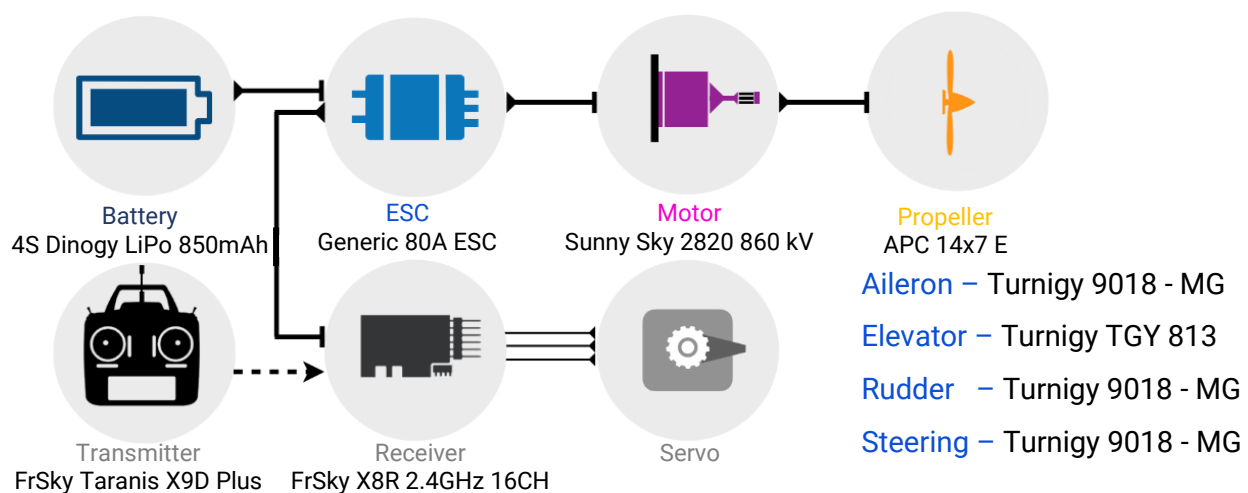 Battery
4S Dinogy LiPo 850mAh
ESC
Generic 80A ESC
Motor
Sunny Sky 2820 860 kV
Propeller
APC 14x7 E
Transmitter
FrSky Taranis X9D Plus
Receiver
FrSky X8R 2.4GHz 16CH
Servo
Aileron – Turnigy 9018 - MG
Elevator – Turnigy TGY 813
Rudder – Turnigy 9018 - MG
Steering – Turnigy 9018 - MG